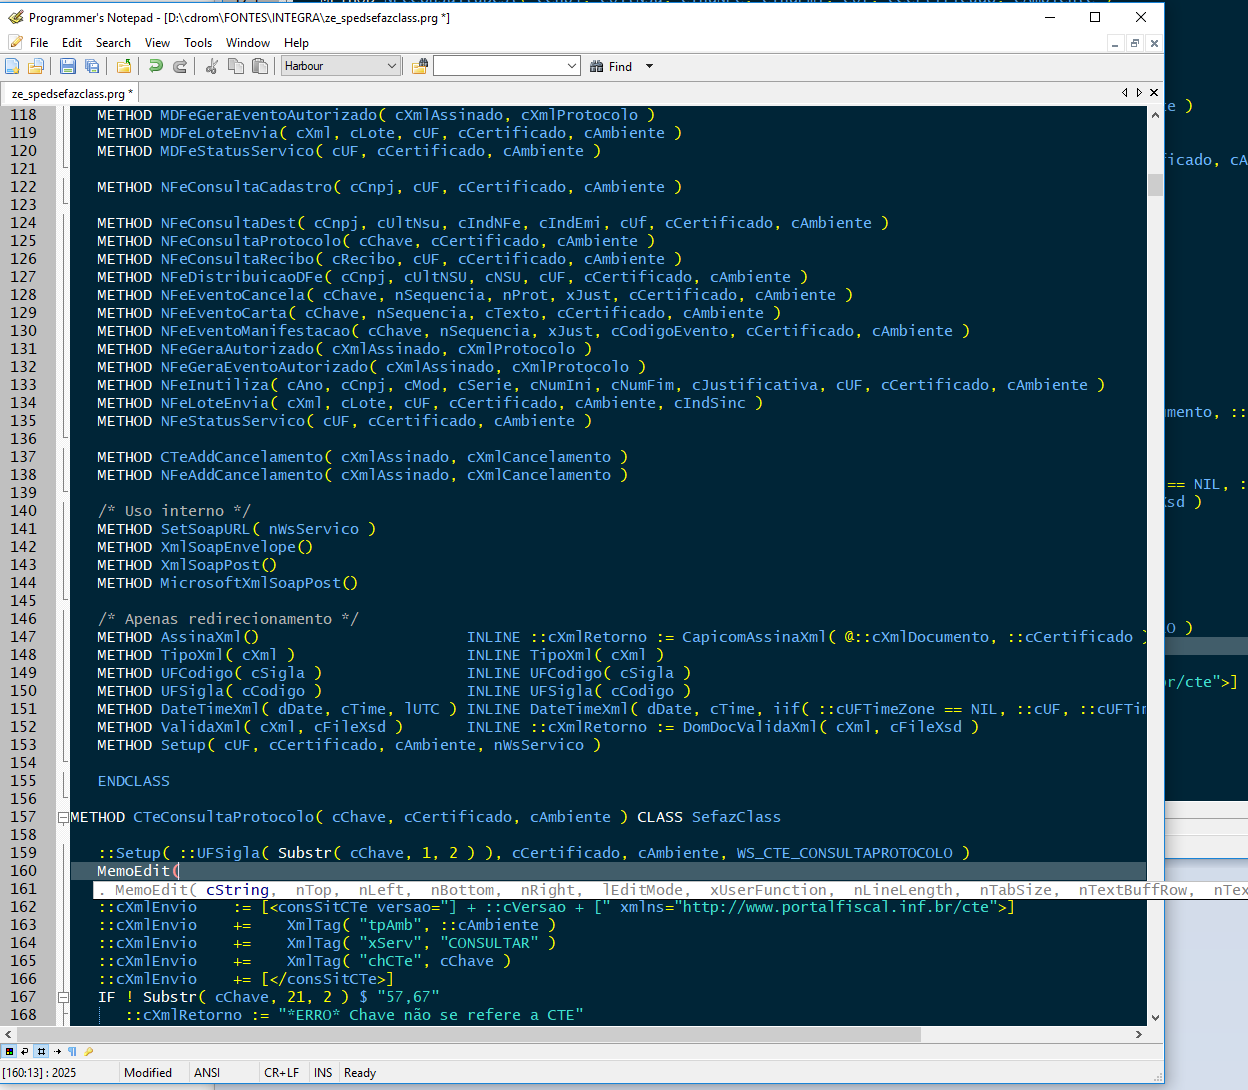 Programmer's Notepad - [D:\cdrom\FONTES\INTEGRA\ze_spedsefazclass.prg *]
File Edit Search View Tools Window Help
Harbour Find
ze_spedsefazclass.prg *
118 METHOD MDFeGeraEventoAutorizado( cXmlAssinado, cXmlProtocolo )
119 METHOD MDFeLoteEnvia( cXml, cLote, cUF, cCertificado, cAmbiente )
120 METHOD MDFeStatusServico( cUF, cCertificado, cAmbiente )
121
122 METHOD NFeConsultaCadastro( cCnpj, cUF, cCertificado, cAmbiente )
123
124 METHOD NFeConsultaDest( cCnpj, cUltNsu, cIndNFe, cIndEmi, cUf, cCertificado, cAmbiente )
125 METHOD NFeConsultaProtocolo( cChave, cCertificado, cAmbiente )
126 METHOD NFeConsultaRecibo( cRecibo, cUF, cCertificado, cAmbiente )
127 METHOD NFeDistribuicaoDFe( cCnpj, cUltNSU, cNSU, cUF, cCertificado, cAmbiente )
128 METHOD NFeEventoCancela( cChave, nSequencia, nProt, xJust, cCertificado, cAmbiente )
129 METHOD NFeEventoCarta( cChave, nSequencia, cTexto, cCertificado, cAmbiente )
130 METHOD NFeEventoManifestacao( cChave, nSequencia, xJust, cCodigoEvento, cCertificado, cAmbiente )
131 METHOD NFeGeraAutorizado( cXmlAssinado, cXmlProtocolo )
132 METHOD NFeGeraEventoAutorizado( cXmlAssinado, cXmlProtocolo )
133 METHOD NFeInutiliza( cAno, cCnpj, cMod, cSerie, cNumIni, cNumFim, cJustificativa, cUF, cCertificado, cAmbiente )
134 METHOD NFeLoteEnvia( cXml, cLote, cUF, cCertificado, cAmbiente, cIndSinc )
135 METHOD NFeStatusServico( cUF, cCertificado, cAmbiente )
136
137 METHOD CTeAddCancelamento( cXmlAssinado, cXmlCancelamento )
138 METHOD NFeAddCancelamento( cXmlAssinado, cXmlCancelamento )
139
140 /* Uso interno */
141 METHOD SetSoapURL( nWsServico )
142 METHOD XmlSoapEnvelope()
143 METHOD XmlSoapPost()
144 METHOD MicrosoftXmlSoapPost()
145
146 /* Apenas redirecionamento */
147 METHOD AssinaXml() INLINE ::cXmlRetorno := CapicomAssinaXml( @::cXmlDocumento, ::cCertificado )
148 METHOD TipoXml( cXml ) INLINE TipoXml( cXml )
149 METHOD UFCodigo( cSigla ) INLINE UFCodigo( cSigla )
150 METHOD UFSigla( cCodigo ) INLINE UFSigla( cCodigo )
151 METHOD DateTimeXml( dDate, cTime, lUTC ) INLINE DateTimeXml( dDate, cTime, iif( ::cUFTimeZone == NIL, ::cUF, ::cUFTim
152 METHOD ValidaXml( cXml, cFileXsd ) INLINE ::cXmlRetorno := DomDocValidaXml( cXml, cFileXsd )
153 METHOD Setup( cUF, cCertificado, cAmbiente, nWsServico )
154
155 ENDCLASS
156
157 METHOD CTeConsultaProtocolo( cChave, cCertificado, cAmbiente ) CLASS SefazClass
158
159 ::Setup( ::UFSigla( Substr( cChave, 1, 2 ) ), cCertificado, cAmbiente, WS_CTE_CONSULTAPROTOCOLO )
160 MemoEdit(
161 . MemoEdit( cString, nTop, nLeft, nBottom, nRight, lEditMode, xUserFunction, nLineLength, nTabSize, nTextBuffRow, nTex
162 ::cXmlEnvio := [<consSitCTe versao="] + ::cVersao + [" xmlns="http://www.portalfiscal.inf.br/cte">]
163 ::cXmlEnvio += XmlTag( "tpAmb", ::cAmbiente )
164 ::cXmlEnvio += XmlTag( "xServ", "CONSULTAR" )
165 ::cXmlEnvio += XmlTag( "chCTe", cChave )
166 ::cXmlEnvio += [</consSitCTe>]
167 IF ! Substr( cChave, 21, 2 ) $ "57,67"
168 ::cXmlRetorno := "*ERRO* Chave não se refere a CTE"
[160:13] : 2025 Modified ANSI CR+LF INS Ready
te )
icado, cA
mento, ::
== NIL, :
sd )
O )
r/cte">]